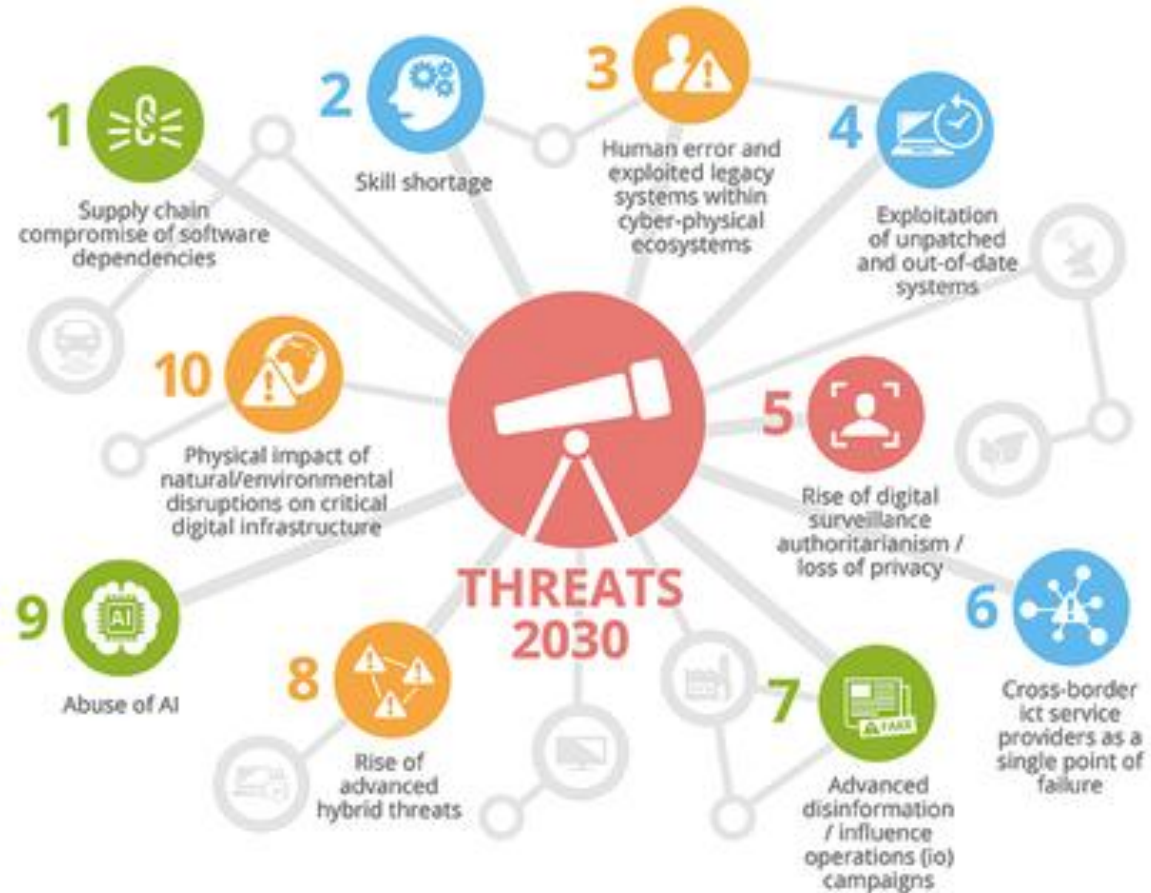 1
Supply chain
compromise of software
dependencies
2
Skill shortage
3
Human error and
exploited legacy
systems within
cyber-physical
ecosystems
4
Exploitation
of unpatched
and out-of-date
systems
5
Rise of digital
surveillance
authoritarianism /
loss of privacy
6
Cross-border
ict service
providers as a
single point of
failure
7
FAKE
Advanced
disinformation
/ influence
operations (io)
campaigns
8
Rise of
advanced
hybrid threats
9
AI
Abuse of AI
10
Physical impact of
natural/environmental
disruptions on critical
digital infrastructure
THREATS
2030